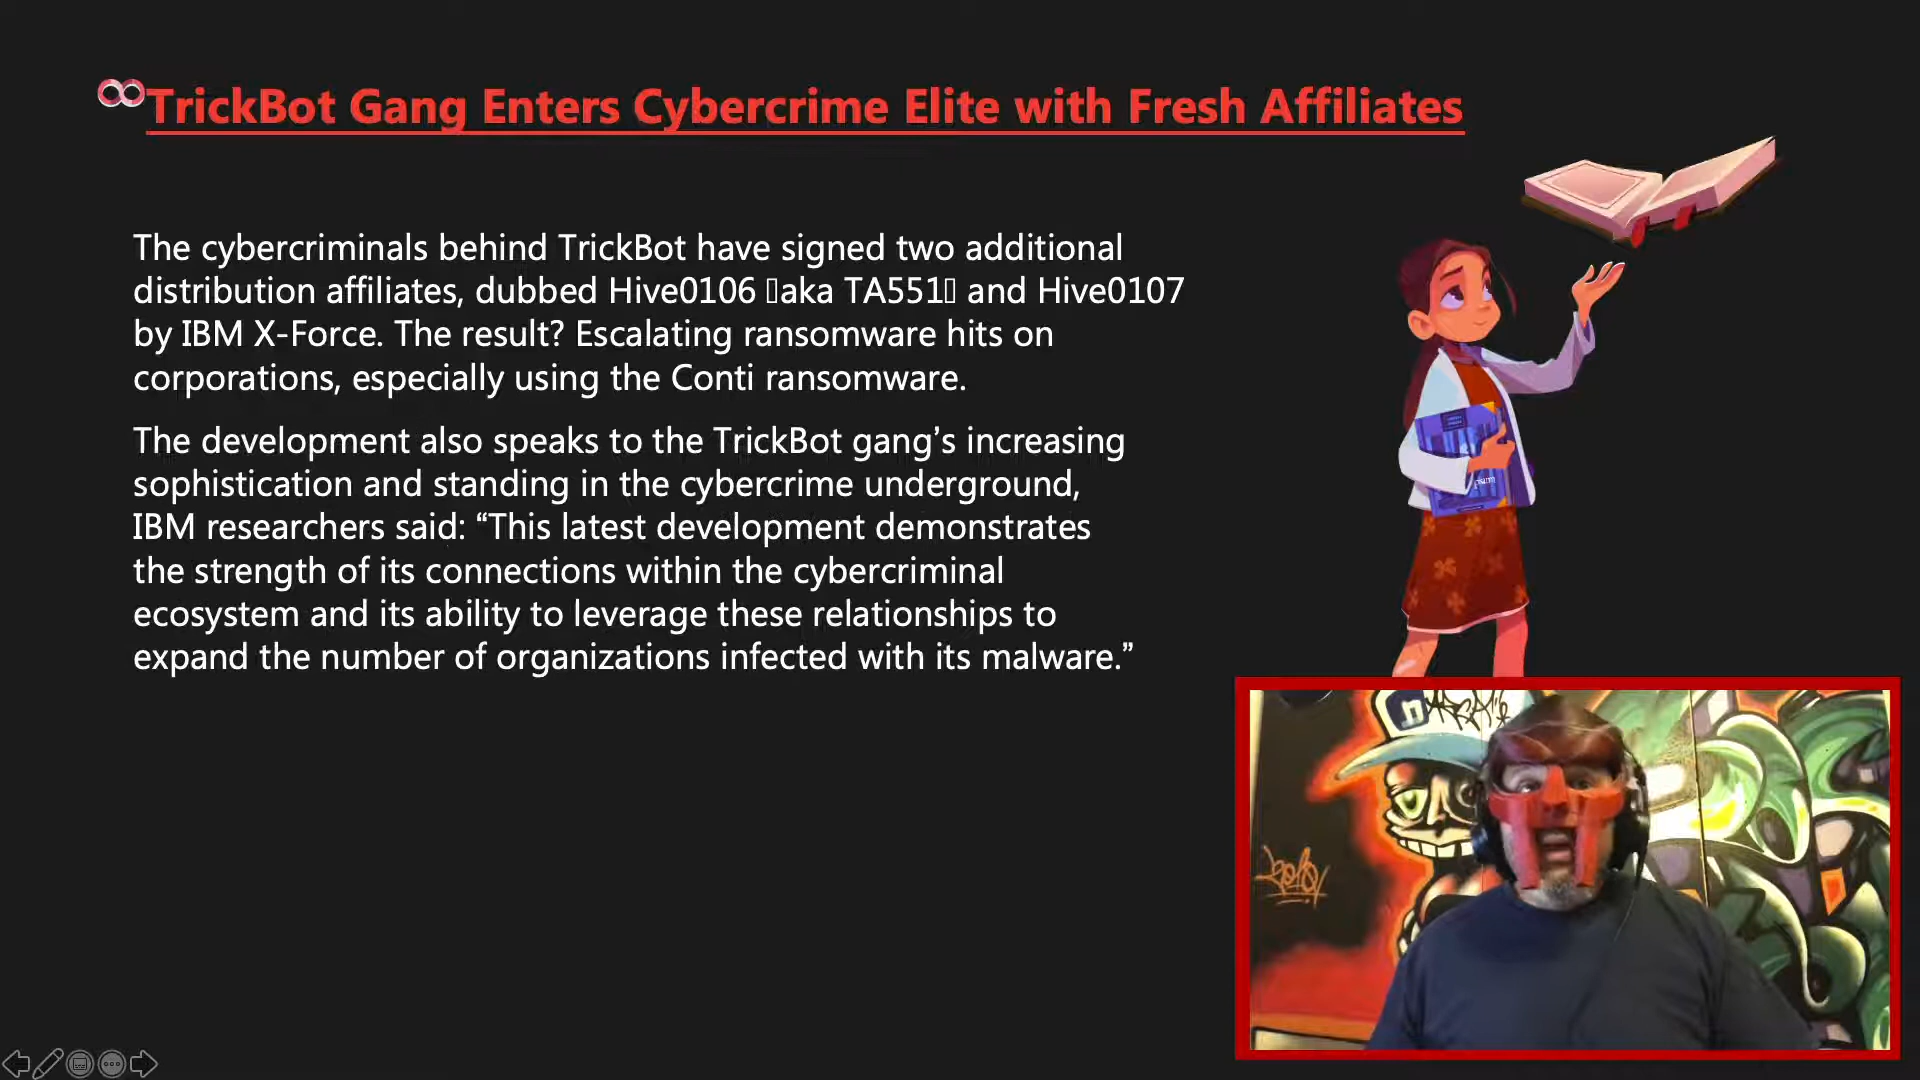 TrickBot Gang Enters Cybercrime Elite with Fresh Affiliates
The cybercriminals behind TrickBot have signed two additional
distribution affiliates, dubbed Hive0106 ▯aka TA551▯ and Hive0107
by IBM X-Force. The result? Escalating ransomware hits on
corporations, especially using the Conti ransomware.
The development also speaks to the TrickBot gang’s increasing
sophistication and standing in the cybercrime underground,
IBM researchers said: “This latest development demonstrates
the strength of its connections within the cybercriminal
ecosystem and its ability to leverage these relationships to
expand the number of organizations infected with its malware.”